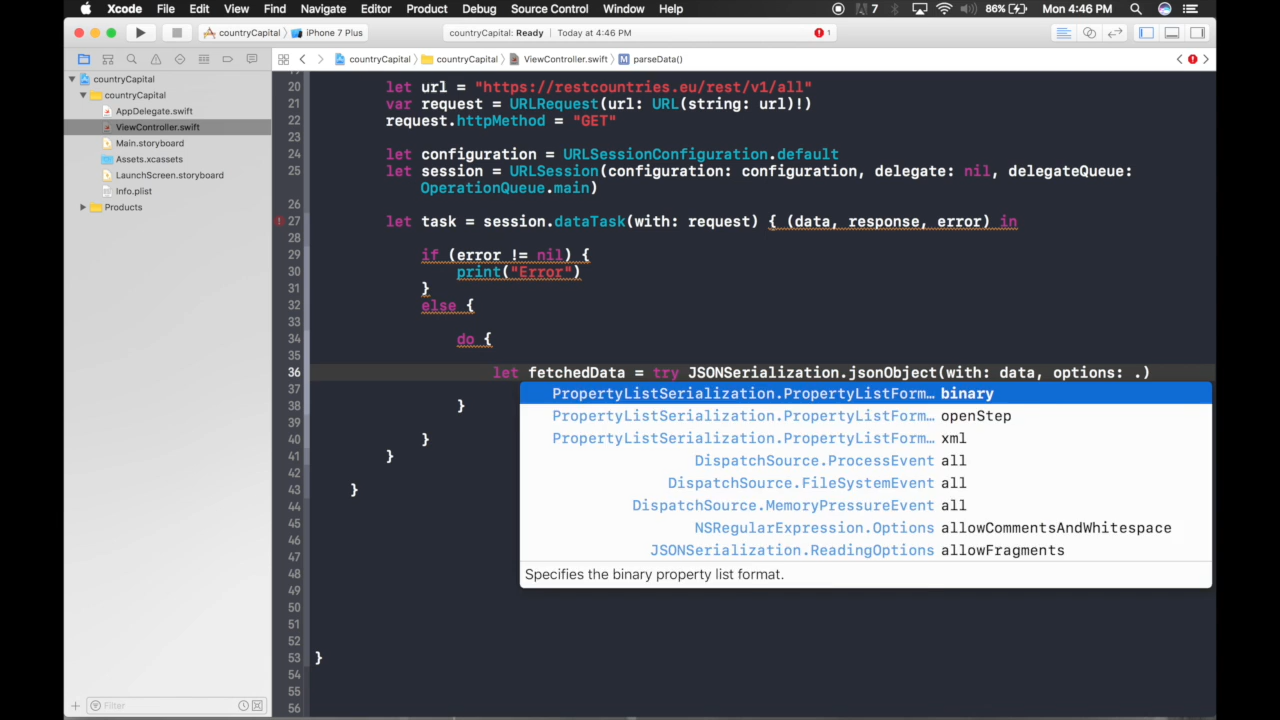 Xcode File Edit View Find Navigate Editor Product Debug Source Control Window Help 7 86% Mon 4:46 PM
countryCapital iPhone 7 Plus countryCapital: Ready Today at 4:46 PM 1
countryCapital countryCapital ViewController.swift parseData()
countryCapital
countryCapital
AppDelegate.swift
ViewController.swift
Main.storyboard
Assets.xcassets
LaunchScreen.storyboard
Info.plist
Products
Filter
20 let url = "https://restcountries.eu/rest/v1/all"
21 var request = URLRequest(url: URL(string: url)!)
22 request.httpMethod = "GET"
23
24 let configuration = URLSessionConfiguration.default
25 let session = URLSession(configuration: configuration, delegate: nil, delegateQueue:
OperationQueue.main)
26
27 let task = session.dataTask(with: request) { (data, response, error) in
28
29 if (error != nil) {
30 print("Error")
31 }
32 else {
33
34 do {
35
36 let fetchedData = try JSONSerialization.jsonObject(with: data, options: .)
37
38 }
39
40 }
41 }
42
43 }
44
45
46
47
48
49
50
51
52
53 }
54
55
56
PropertyListSerialization.PropertyListForm… binary
PropertyListSerialization.PropertyListForm… openStep
PropertyListSerialization.PropertyListForm… xml
DispatchSource.ProcessEvent all
DispatchSource.FileSystemEvent all
DispatchSource.MemoryPressureEvent all
NSRegularExpression.Options allowCommentsAndWhitespace
JSONSerialization.ReadingOptions allowFragments
Specifies the binary property list format.